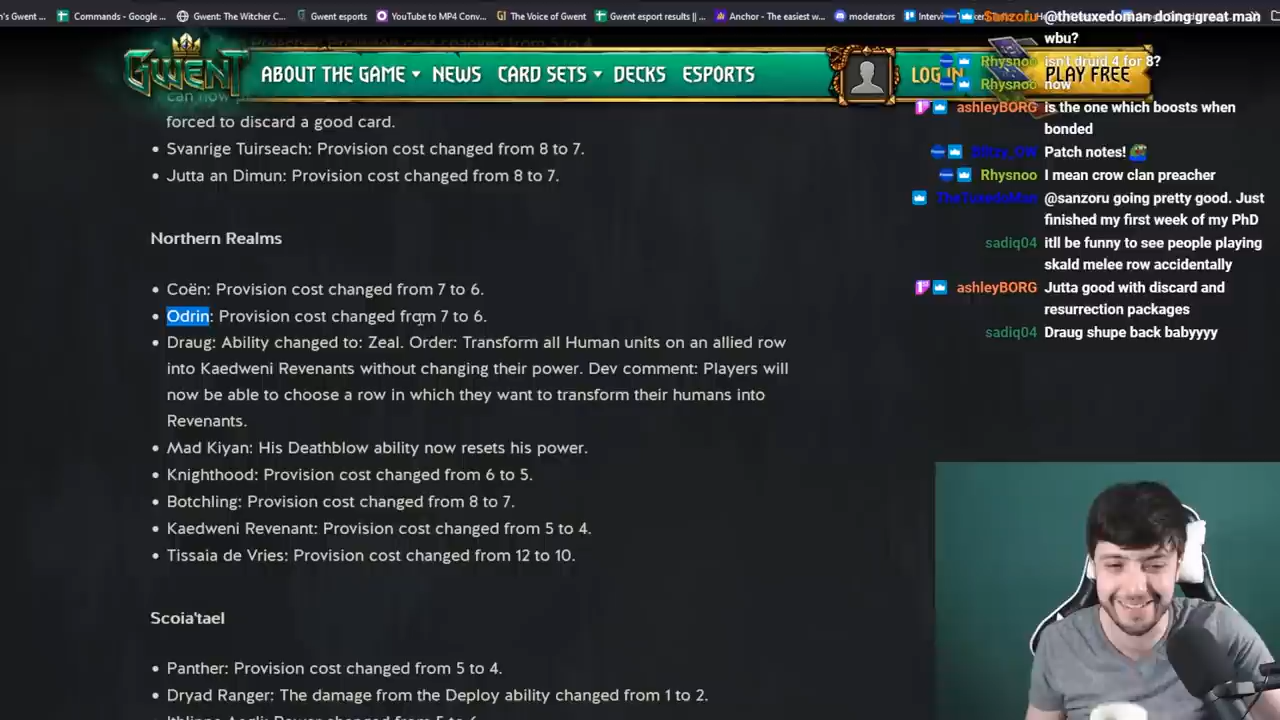 's Gwent ...
Commands - Google ...
Gwent: The Witcher C...
Gwent esports
YouTube to MP4 Conv...
The Voice of Gwent
Gwent esport results || ...
Anchor - The easiest w...
moderators
GWENT
ABOUT THE GAME
NEWS
CARD SETS
DECKS
ESPORTS
LOG IN
PLAY FREE
can now
forced to discard a good card.
• Svanrige Tuirseach: Provision cost changed from 8 to 7.
• Jutta an Dimun: Provision cost changed from 8 to 7.
Northern Realms
• Coën: Provision cost changed from 7 to 6.
• Odrin: Provision cost changed from 7 to 6.
• Draug: Ability changed to: Zeal. Order: Transform all Human units on an allied row
into Kaedweni Revenants without changing their power. Dev comment: Players will
now be able to choose a row in which they want to transform their humans into
Revenants.
• Mad Kiyan: His Deathblow ability now resets his power.
• Knighthood: Provision cost changed from 6 to 5.
• Botchling: Provision cost changed from 8 to 7.
• Kaedweni Revenant: Provision cost changed from 5 to 4.
• Tissaia de Vries: Provision cost changed from 12 to 10.
Scoia'tael
• Panther: Provision cost changed from 5 to 4.
• Dryad Ranger: The damage from the Deploy ability changed from 1 to 2.
Sanzoru @thetuxedoman doing great man
wbu?
Rhysnoo isn't druid 4 for 8?
Rhysnoo now
ashleyBORG is the one which boosts when
bonded
Patch notes!
Rhysnoo I mean crow clan preacher
TheTuxedoMan @sanzoru going pretty good. Just
finished my first week of my PhD
sadiq04 itll be funny to see people playing
skald melee row accidentally
ashleyBORG Jutta good with discard and
resurrection packages
sadiq04 Draug shupe back babyyyy